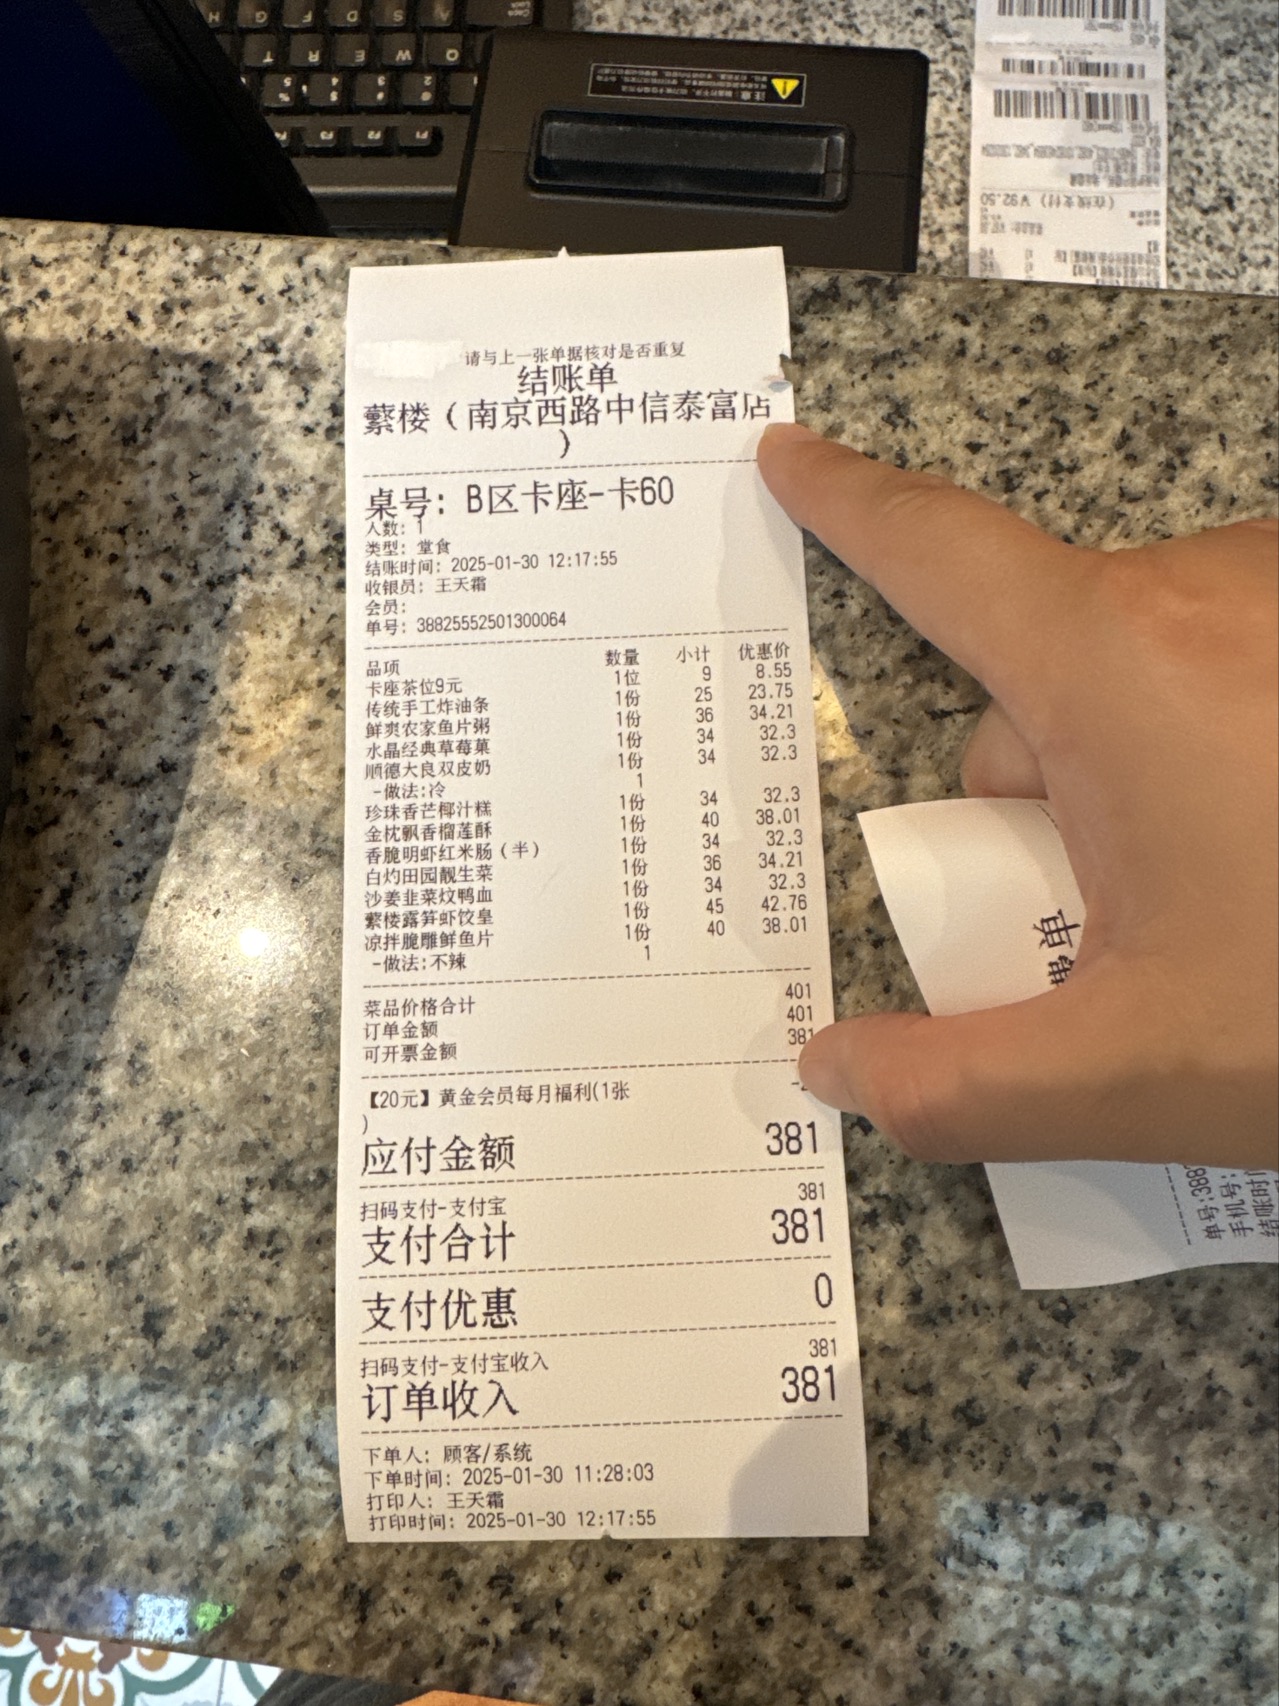 请与上一张单据核对是否重复
结账单
蘩楼（南京西路中信泰富店
）
桌号: B区卡座-卡60
人数: 1
类型: 堂食
结账时间: 2025-01-30 12:17:55
收银员: 王天霜
会员:
单号: 38825552501300064
品项 数量 小计 优惠价
卡座茶位9元 1位 9 8.55
传统手工炸油条 1份 25 23.75
鲜爽农家鱼片粥 1份 36 34.21
水晶经典草莓菓 1份 34 32.3
顺德大良双皮奶 1份 34 32.3
-做法:冷 1
珍珠香芒椰汁糕 1份 34 32.3
金枕飘香榴莲酥 1份 40 38.01
香脆明虾红米肠（半） 1份 34 32.3
白灼田园靓生菜 1份 36 34.21
沙姜韭菜炆鸭血 1份 34 32.3
蘩楼露笋虾饺皇 1份 45 42.76
凉拌脆雕鲜鱼片 1份 40 38.01
-做法:不辣 1
菜品价格合计 401
订单金额 401
可开票金额 381
【20元】黄金会员每月福利(1张
)
应付金额 381
扫码支付-支付宝 381
支付合计 381
支付优惠 0
扫码支付-支付宝收入 381
订单收入 381
下单人: 顾客/系统
下单时间: 2025-01-30 11:28:03
打印人: 王天霜
打印时间: 2025-01-30 12:17:55
单号:388
手机号:
注意
(在线支付) ￥92.50